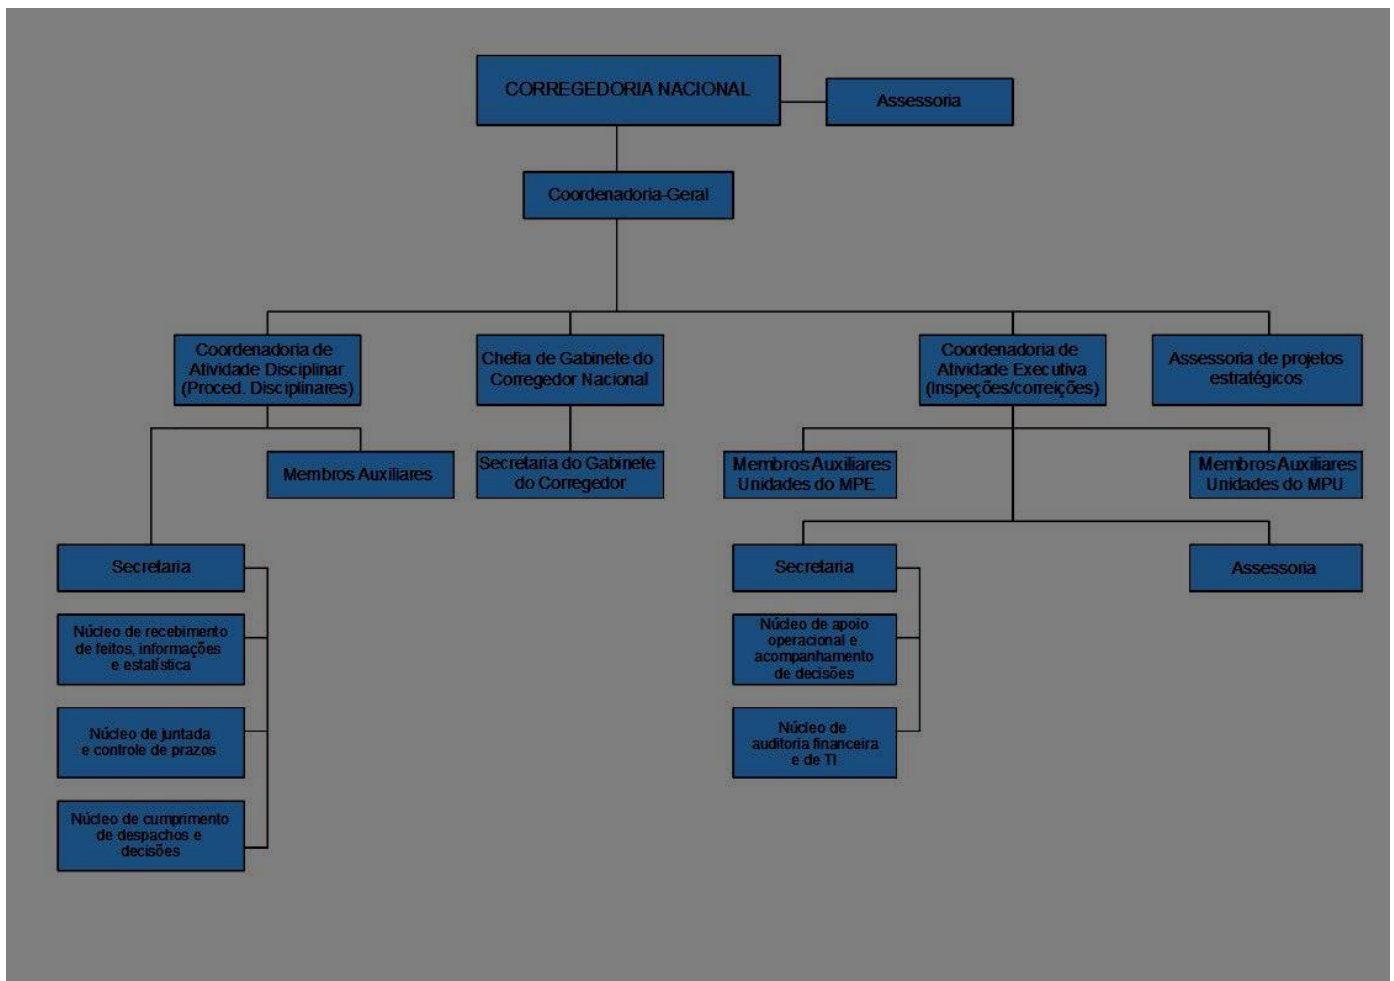 CORREGEDORIA NACIONAL
Assessoria
Coordenadoria-Geral
Coordenadoria de
Atividade Disciplinar
(Proced. Disciplinares)
Chefia de Gabinete do
Corregedor Nacional
Coordenadoria de
Atividade Executiva
(Inspeções/correições)
Assessoria de projetos
estratégicos
Membros Auxiliares
Secretaria do Gabinete
do Corregedor
Membros Auxiliares
Unidades do MPE
Membros Auxiliares
Unidades do MPU
Secretaria
Secretaria
Assessoria
Núcleo de recebimento
de feitos, informações
e estatística
Núcleo de apoio
operacional e
acompanhamento
de decisões
Núcleo de juntada
e controle de prazos
Núcleo de
auditoria financeira
e de TI
Núcleo de cumprimento
de despachos e
decisões